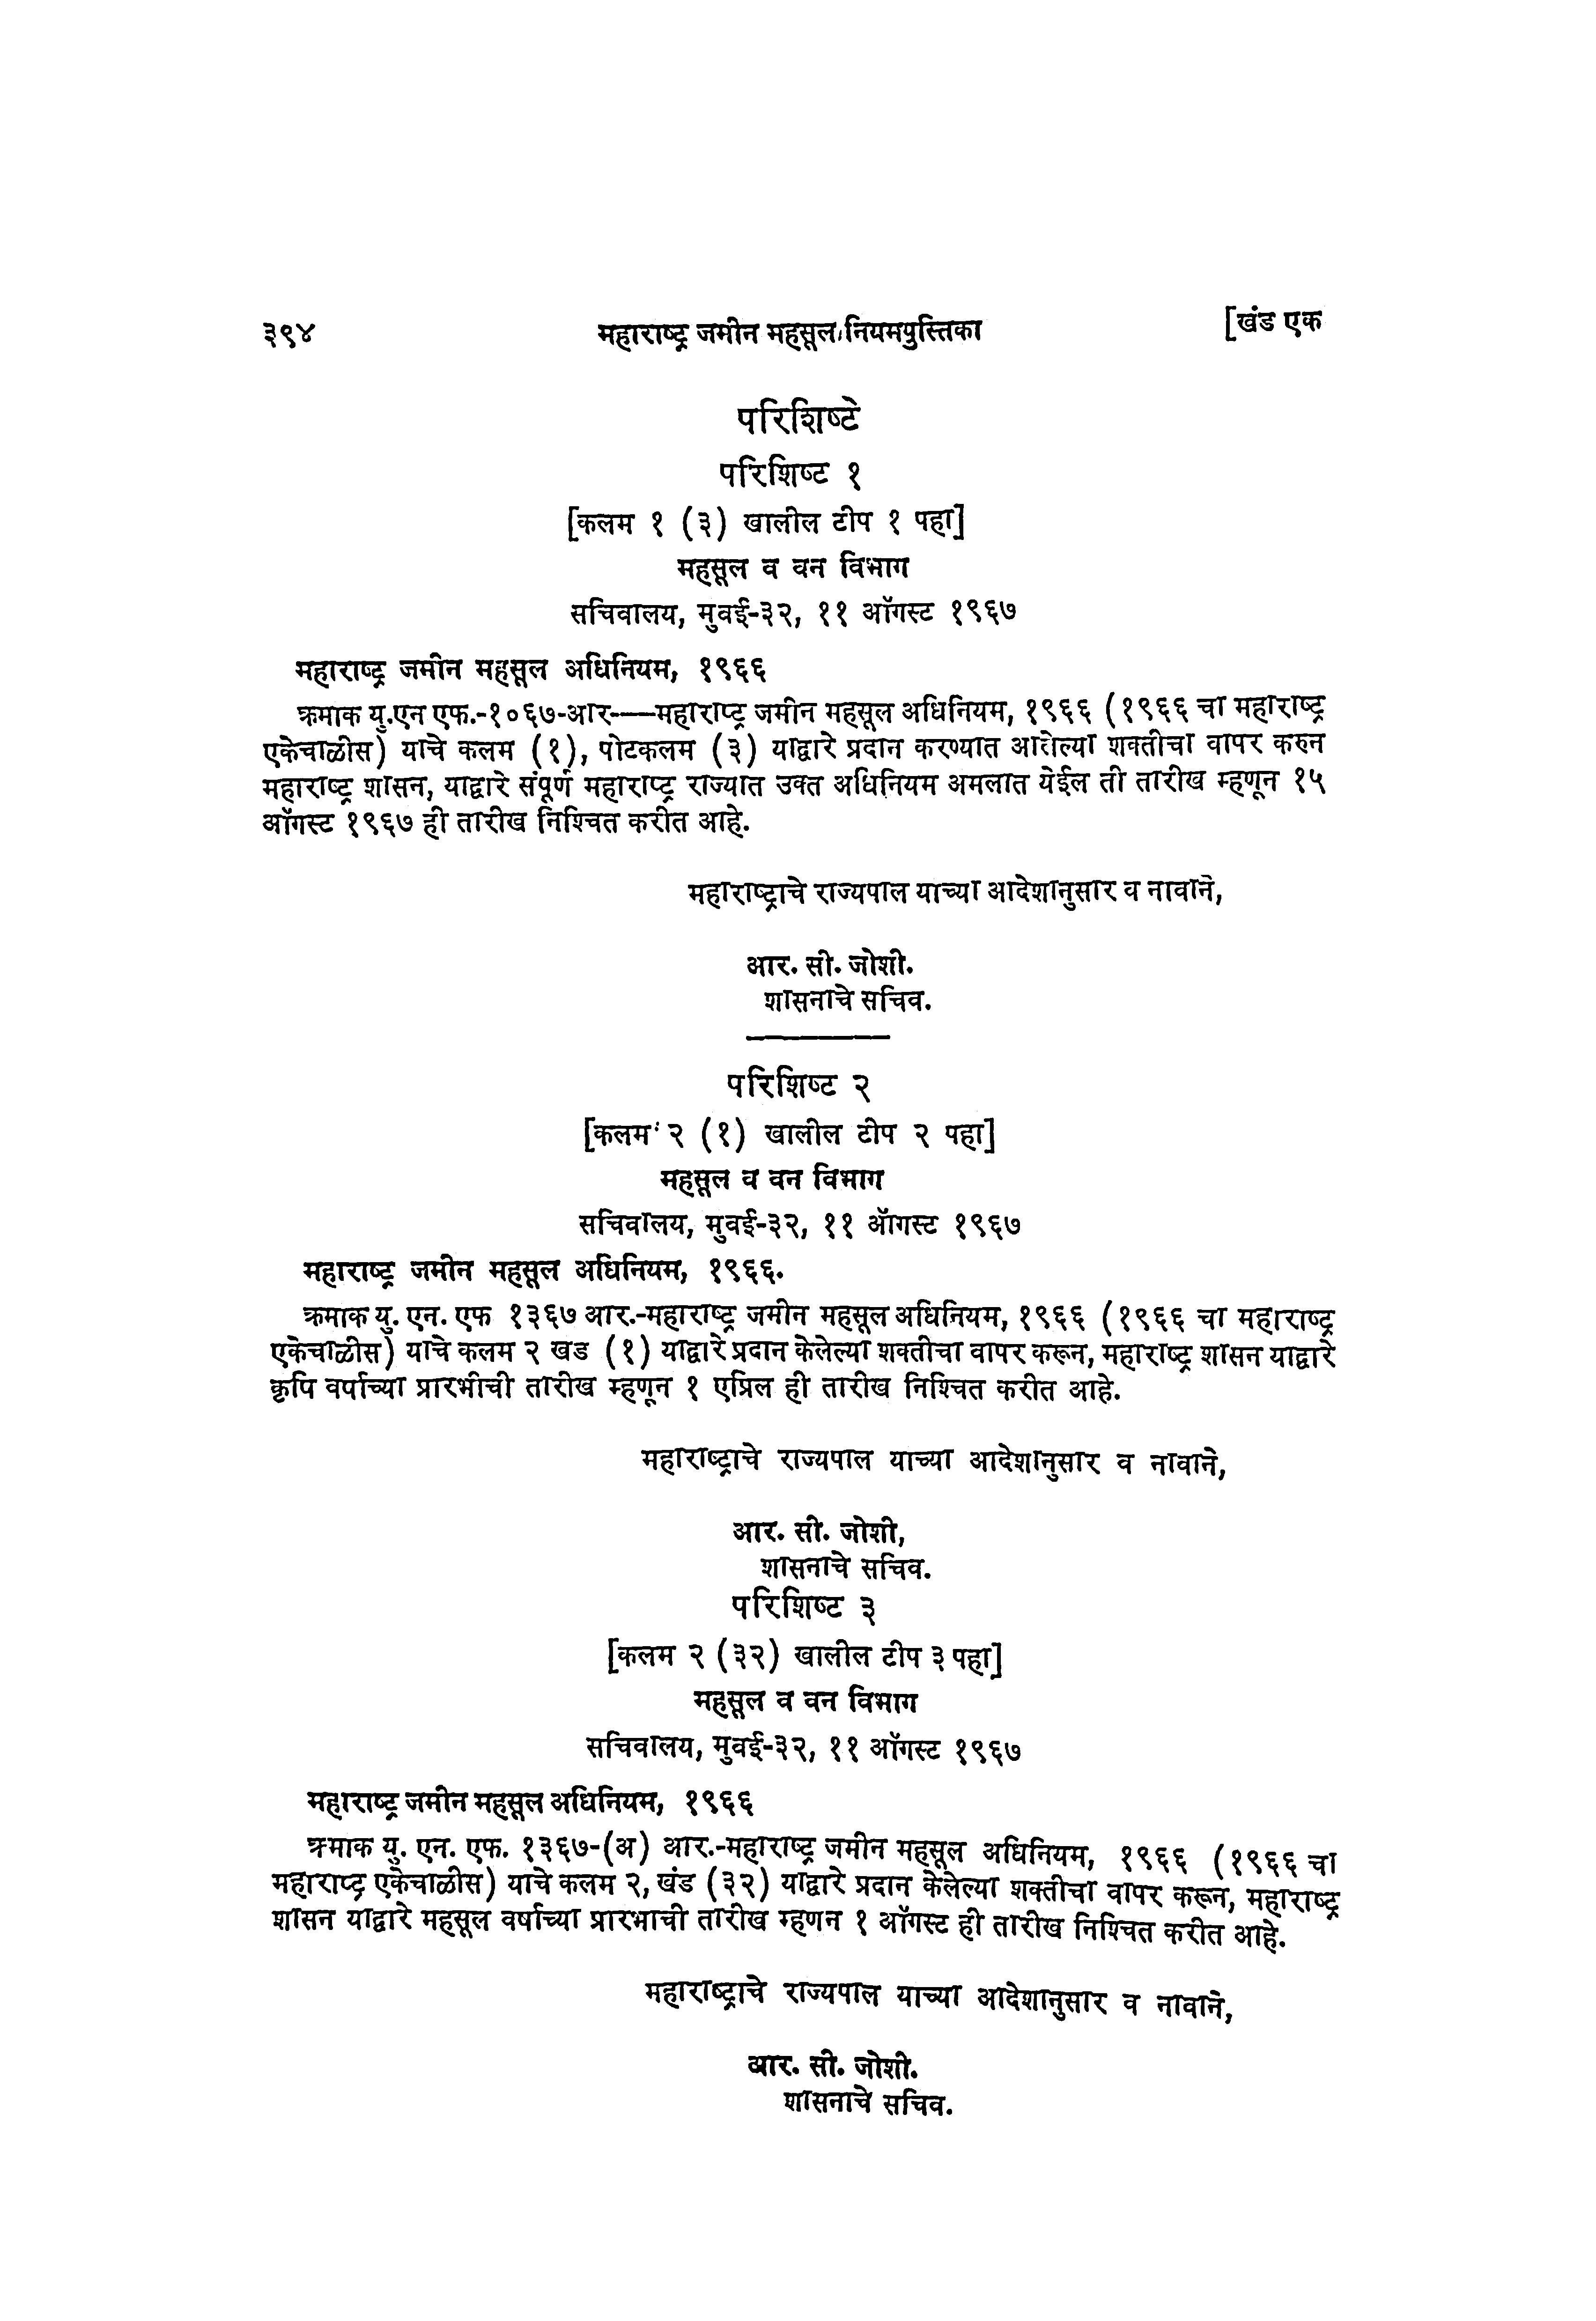 ३९४ महाराष्ट्र जमीन महसूल नियमपुस्तिका [खंड एक
परिशिष्टे
परिशिष्ट १
[कलम १ (३) खालील टीप १ पहा]
महसूल व वन विभाग
सचिवालय, मुवई-३२, ११ ऑगस्ट १९६७
महाराष्ट्र जमीन महसूल अधिनियम, १९६६
क्रमाक यु.एन एफ.-१०६७-आर-—महाराष्ट्र जमीन महसूल अधिनियम, १९६६ (१९६६ चा महाराष्ट्र
एकेचाळीस) याचे कलम (१), पोटकलम (३) याद्वारे प्रदान करण्यात आलेल्या शक्तीचा वापर करुन
महाराष्ट्र शासन, याद्वारे संपूर्ण महाराष्ट्र राज्यात उक्त अधिनियम अमलात येईल ती तारीख म्हणून १५
ऑगस्ट १९६७ ही तारीख निश्चित करीत आहे.
महाराष्ट्राचे राज्यपाल याच्या आदेशानुसार व नावाने,
आर. सी. जोशी.
शासनाचे सचिव.
परिशिष्ट २
[कलम २ (१) खालील टीप २ पहा]
महसूल व वन विभाग
सचिवालय, मुवई-३२, ११ ऑगस्ट १९६७
महाराष्ट्र जमीन महसूल अधिनियम, १९६६.
क्रमाक यु. एन. एफ १३६७ आर.-महाराष्ट्र जमीन महसूल अधिनियम, १९६६ (१९६६ चा महाराष्ट्र
एकेचाळीस) याचे कलम २ खड (१) याद्वारे प्रदान केलेल्या शक्तीचा वापर करून, महाराष्ट्र शासन याद्वारे
कृषि वर्षाच्या प्रारभीची तारीख म्हणून १ एप्रिल ही तारीख निश्चित करीत आहे.
महाराष्ट्राचे राज्यपाल याच्या आदेशानुसार व नावाने,
आर. सी. जोशी,
शासनाचे सचिव.
परिशिष्ट ३
[कलम २ (३२) खालील टीप ३ पहा]
महसूल व वन विभाग
सचिवालय, मुवई-३२, ११ ऑगस्ट १९६७
महाराष्ट्र जमीन महसूल अधिनियम, १९६६
क्रमाक यु. एन. एफ. १३६७-(अ) आर.-महाराष्ट्र जमीन महसूल अधिनियम, १९६६ (१९६६ चा
महाराष्ट्र एकेचाळीस) याचे कलम २, खंड (३२) याद्वारे प्रदान केलेल्या शक्तीचा वापर करून, महाराष्ट्र
शासन याद्वारे महसूल वर्षाच्या प्रारभाची तारीख म्हणन १ ऑगस्ट ही तारीख निश्चित करीत आहे.
महाराष्ट्राचे राज्यपाल याच्या आदेशानुसार व नावाने,
आर. सी. जोशी.
शासनाचे सचिव.